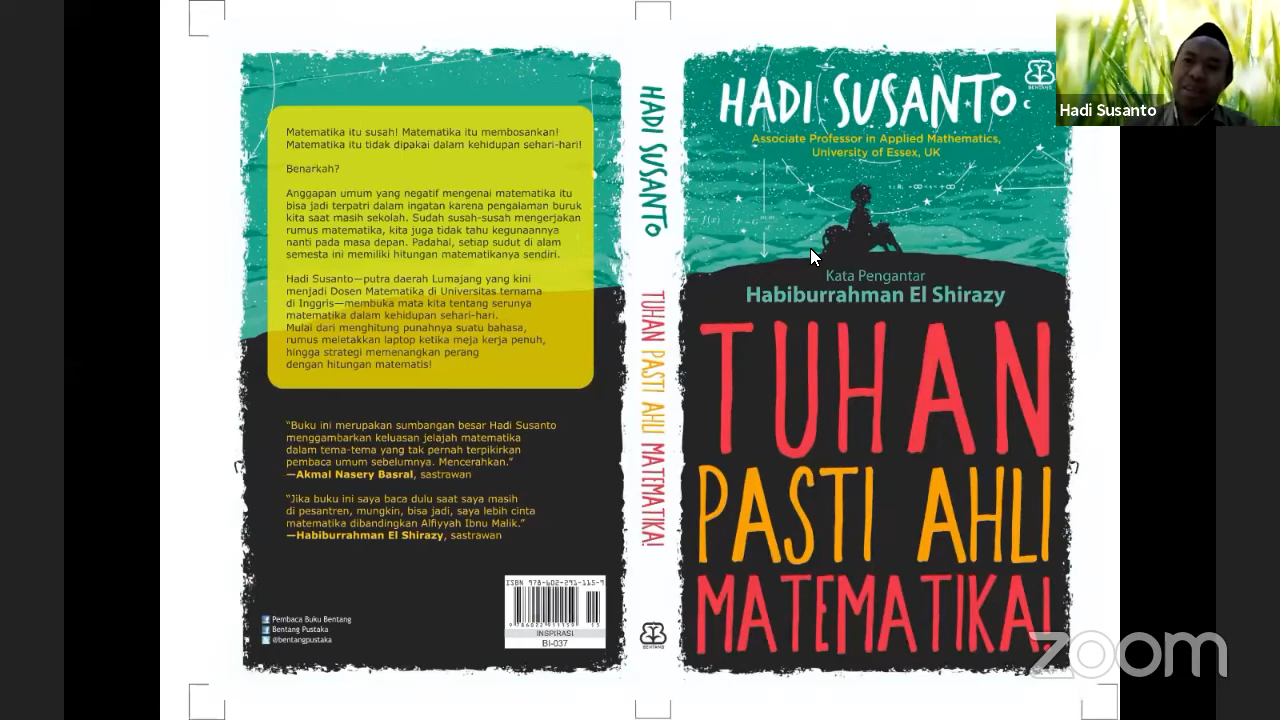 Matematika itu susah! Matematika itu membosankan!
Matematika itu tidak dipakai dalam kehidupan sehari-hari!
Benarkah?
Anggapan umum yang negatif mengenai matematika itu
bisa jadi terpatri dalam ingatan karena pengalaman buruk
kita saat masih sekolah. Sudah susah-susah mengerjakan
rumus matematika, kita juga tidak tahu kegunaannya
nanti pada masa depan. Padahal, setiap sudut di alam
semesta ini memiliki hitungan matematikanya sendiri.
Hadi Susanto—putra daerah Lumajang yang kini
menjadi Dosen Matematika di Universitas ternama
di Inggris—membuka mata kita tentang serunya
matematika dalam kehidupan sehari-hari.
Mulai dari menghitung punahnya suatu bahasa,
rumus meletakkan laptop ketika meja kerja penuh,
hingga strategi memenangkan perang
dengan hitungan matematis!
“Buku ini merupakan sumbangan besar Hadi Susanto
menggambarkan keluasan jelajah matematika
dalam tema-tema yang tak pernah terpikirkan
pembaca umum sebelumnya. Mencerahkan.”
—Akmal Nasery Basral, sastrawan
“Jika buku ini saya baca dulu saat saya masih
di pesantren, mungkin, bisa jadi, saya lebih cinta
matematika dibandingkan Alfiyyah Ibnu Malik.”
—Habiburrahman El Shirazy, sastrawan
Pembaca Buku Bentang
Bentang Pustaka
@bentangpustaka
ISBN 978-602-291-115-9
INSPIRASI
BI-037
HADI SUSANTO
TUHAN PASTI AHLI MATEMATIKA!
BENTANG
HADI SUSANTO
BENTANG
Associate Professor in Applied Mathematics,
University of Essex, UK
Kata Pengantar
Habiburrahman El Shirazy
TUHAN
PASTI AHLI
MATEMATIKA!
Hadi Susanto
zoom